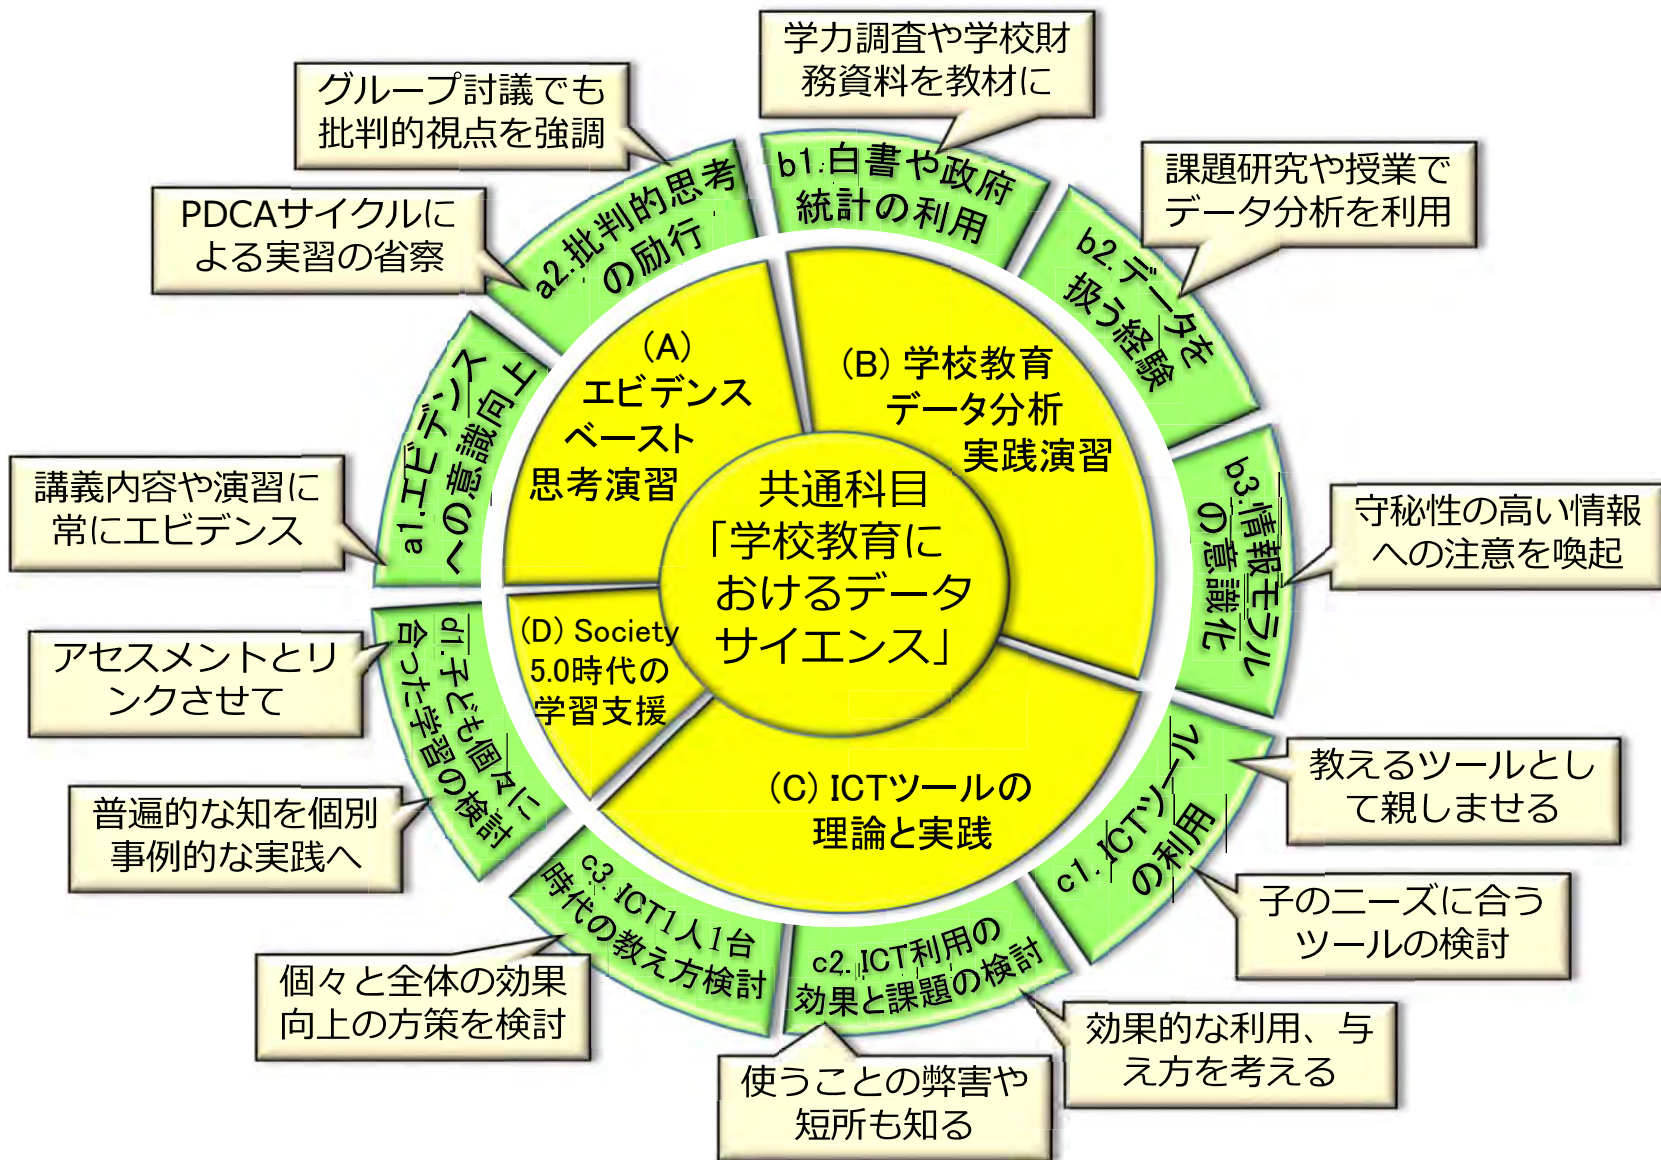 学力調査や学校財
務資料を教材に
グループ討議でも
批判的視点を強調
課題研究や授業で
データ分析を利用
PDCAサイクルに
よる実習の省察
b1.白書や政府
統計の利用
a2.批判的思考
の励行
b2.データを
扱う経験
a1.エビデンス
への意識向上
b3.情報モラル
の意識化
(A)
エビデンス
ベースト
思考演習
(B) 学校教育
データ分析
実践演習
共通科目
「学校教育に
おけるデータ
サイエンス」
講義内容や演習に
常にエビデンス
守秘性の高い情報
への注意を喚起
(D) Society
5.0時代の
学習支援
(C) ICTツールの
理論と実践
d1.子ども個々に
合った学習の検討
アセスメントとリ
ンクさせて
普遍的な知を個別
事例的な実践へ
c1. ICTツール
の利用
教えるツールとし
て親しませる
子のニーズに合う
ツールの検討
c3. ICT1人1台
時代の教え方検討
c2. ICT利用の
効果と課題の検討
個々と全体の効果
向上の方策を検討
効果的な利用、与
え方を考える
使うことの弊害や
短所も知る